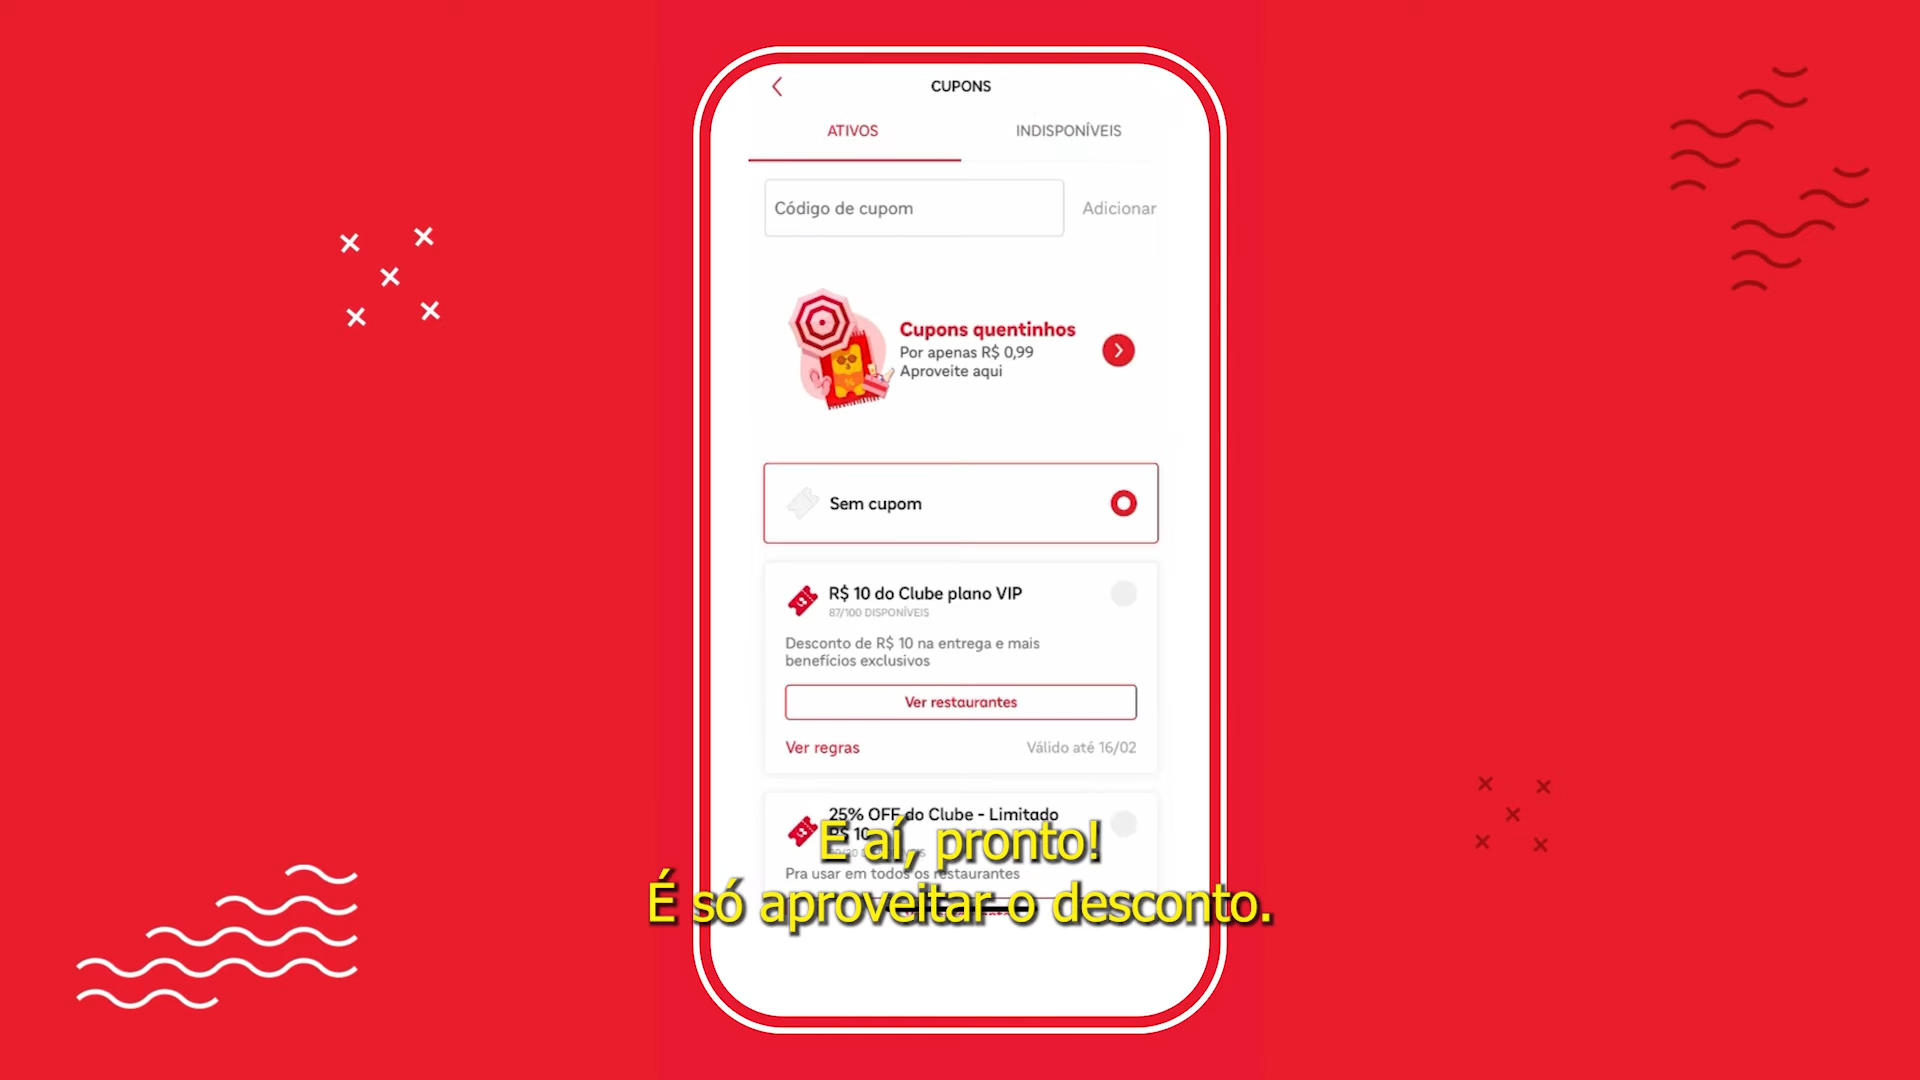 CUPONS
ATIVOS
INDISPONÍVEIS
Código de cupom
Adicionar
Cupons quentinhos
Por apenas R$ 0,99
Aproveite aqui
Sem cupom
R$ 10 do Clube plano VIP
87/100 DISPONÍVEIS
Desconto de R$ 10 na entrega e mais
benefícios exclusivos
Ver restaurantes
Ver regras
Válido até 16/02
25% OFF do Clube - Limitado
R$ 10
Pra usar em todos os restaurantes
E aí, pronto!
É só aproveitar o desconto.